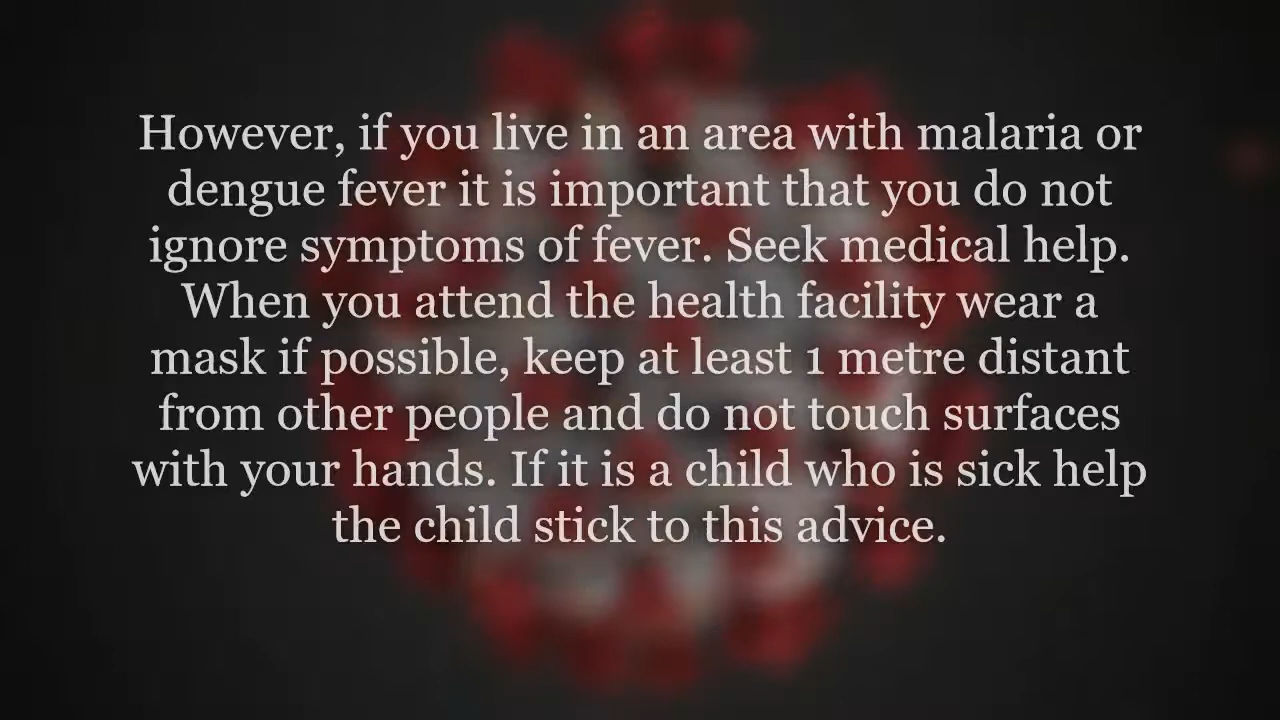 However, if you live in an area with malaria or
dengue fever it is important that you do not
ignore symptoms of fever. Seek medical help.
When you attend the health facility wear a
mask if possible, keep at least 1 metre distant
from other people and do not touch surfaces
with your hands. If it is a child who is sick help
the child stick to this advice.